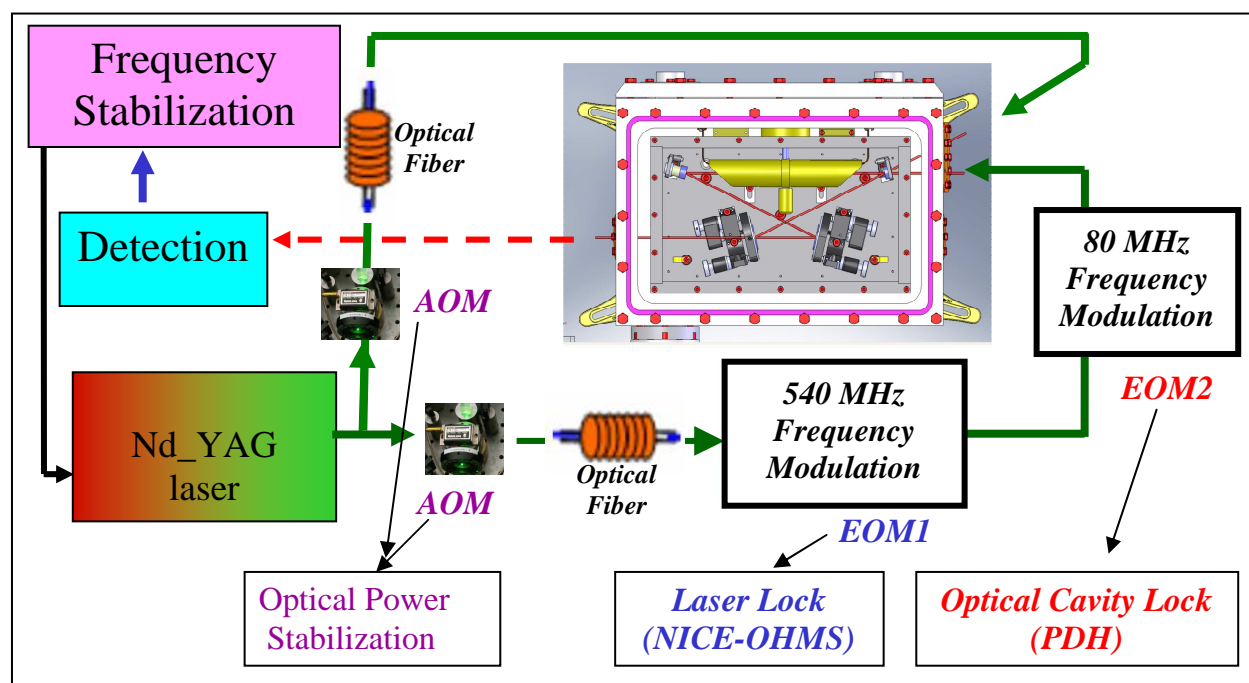 Frequency
Stabilization
Optical
Fiber
Detection
AOM
80 MHz
Frequency
Modulation
Nd_YAG
laser
AOM
Optical
Fiber
540 MHz
Frequency
Modulation
EOM2
EOM1
Optical Power
Stabilization
Laser Lock
(NICE-OHMS)
Optical Cavity Lock
(PDH)